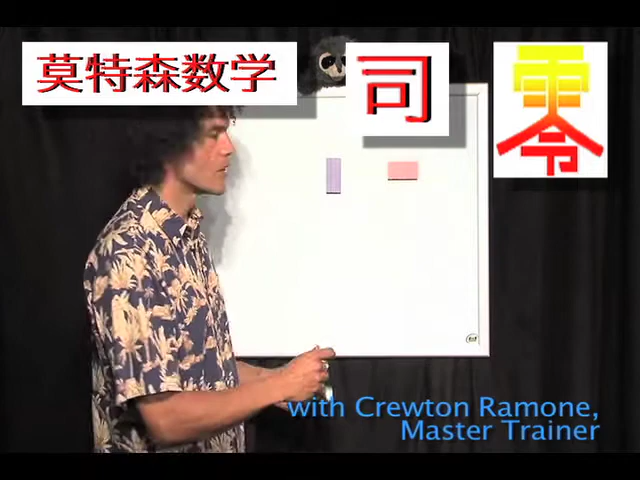 莫特森数学
司
零
with Crewton Ramone,
Master Trainer